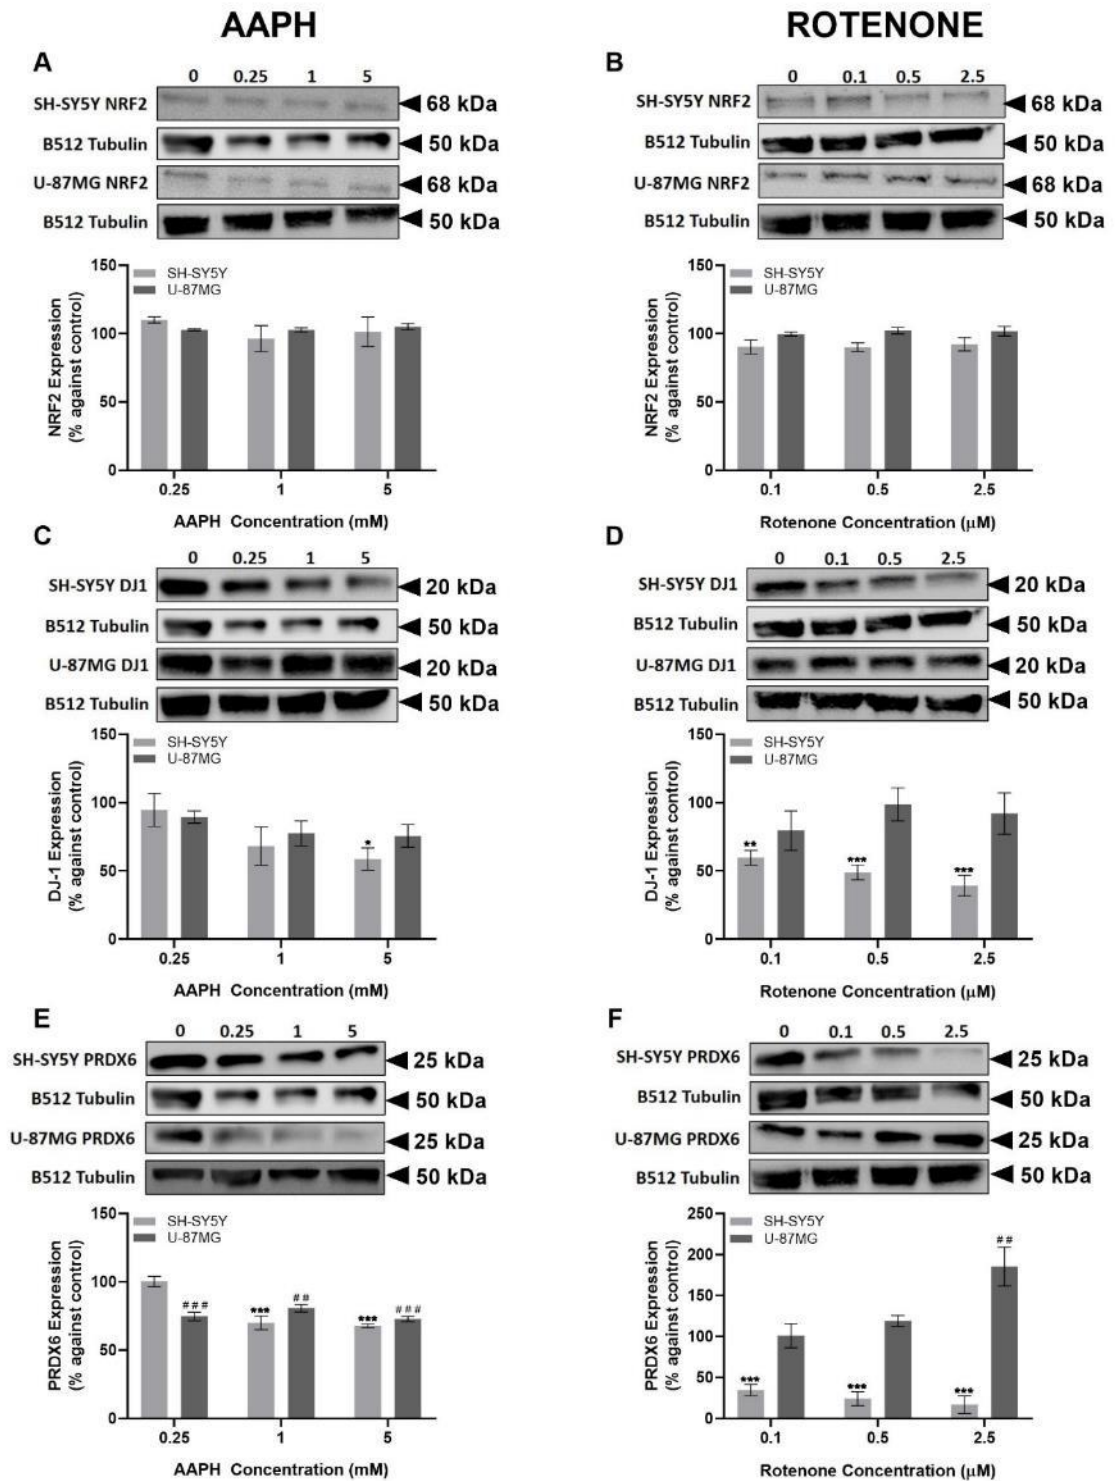 AAPH
ROTENONE
A
0 0.25 1 5
SH-SY5Y NRF2 68 kDa
B512 Tubulin 50 kDa
U-87MG NRF2 68 kDa
B512 Tubulin 50 kDa
150
100
50
0
NRF2 Expression
(% against control)
SH-SY5Y
U-87MG
0.25 1 5
AAPH Concentration (mM)
B
0 0.1 0.5 2.5
SH-SY5Y NRF2 68 kDa
B512 Tubulin 50 kDa
U-87MG NRF2 68 kDa
B512 Tubulin 50 kDa
150
100
50
0
NRF2 Expression
(% against control)
SH-SY5Y
U-87MG
0.1 0.5 2.5
Rotenone Concentration (μM)
C
0 0.25 1 5
SH-SY5Y DJ1 20 kDa
B512 Tubulin 50 kDa
U-87MG DJ1 20 kDa
B512 Tubulin 50 kDa
150
100
50
0
DJ-1 Expression
(% against control)
SH-SY5Y
U-87MG
*
0.25 1 5
AAPH Concentration (mM)
D
0 0.1 0.5 2.5
SH-SY5Y DJ1 20 kDa
B512 Tubulin 50 kDa
U-87MG DJ1 20 kDa
B512 Tubulin 50 kDa
150
100
50
0
DJ-1 Expression
(% against control)
SH-SY5Y
U-87MG
** *** ***
0.1 0.5 2.5
Rotenone Concentration (μM)
E
0 0.25 1 5
SH-SY5Y PRDX6 25 kDa
B512 Tubulin 50 kDa
U-87MG PRDX6 25 kDa
B512 Tubulin 50 kDa
150
100
50
0
PRDX6 Expression
(% against control)
SH-SY5Y
U-87MG
### *** ## *** ###
0.25 1 5
AAPH Concentration (mM)
F
0 0.1 0.5 2.5
SH-SY5Y PRDX6 25 kDa
B512 Tubulin 50 kDa
U-87MG PRDX6 25 kDa
B512 Tubulin 50 kDa
250
200
150
100
50
0
PRDX6 Expression
(% against control)
SH-SY5Y
U-87MG
*** *** *** ##
0.1 0.5 2.5
Rotenone Concentration (μM)